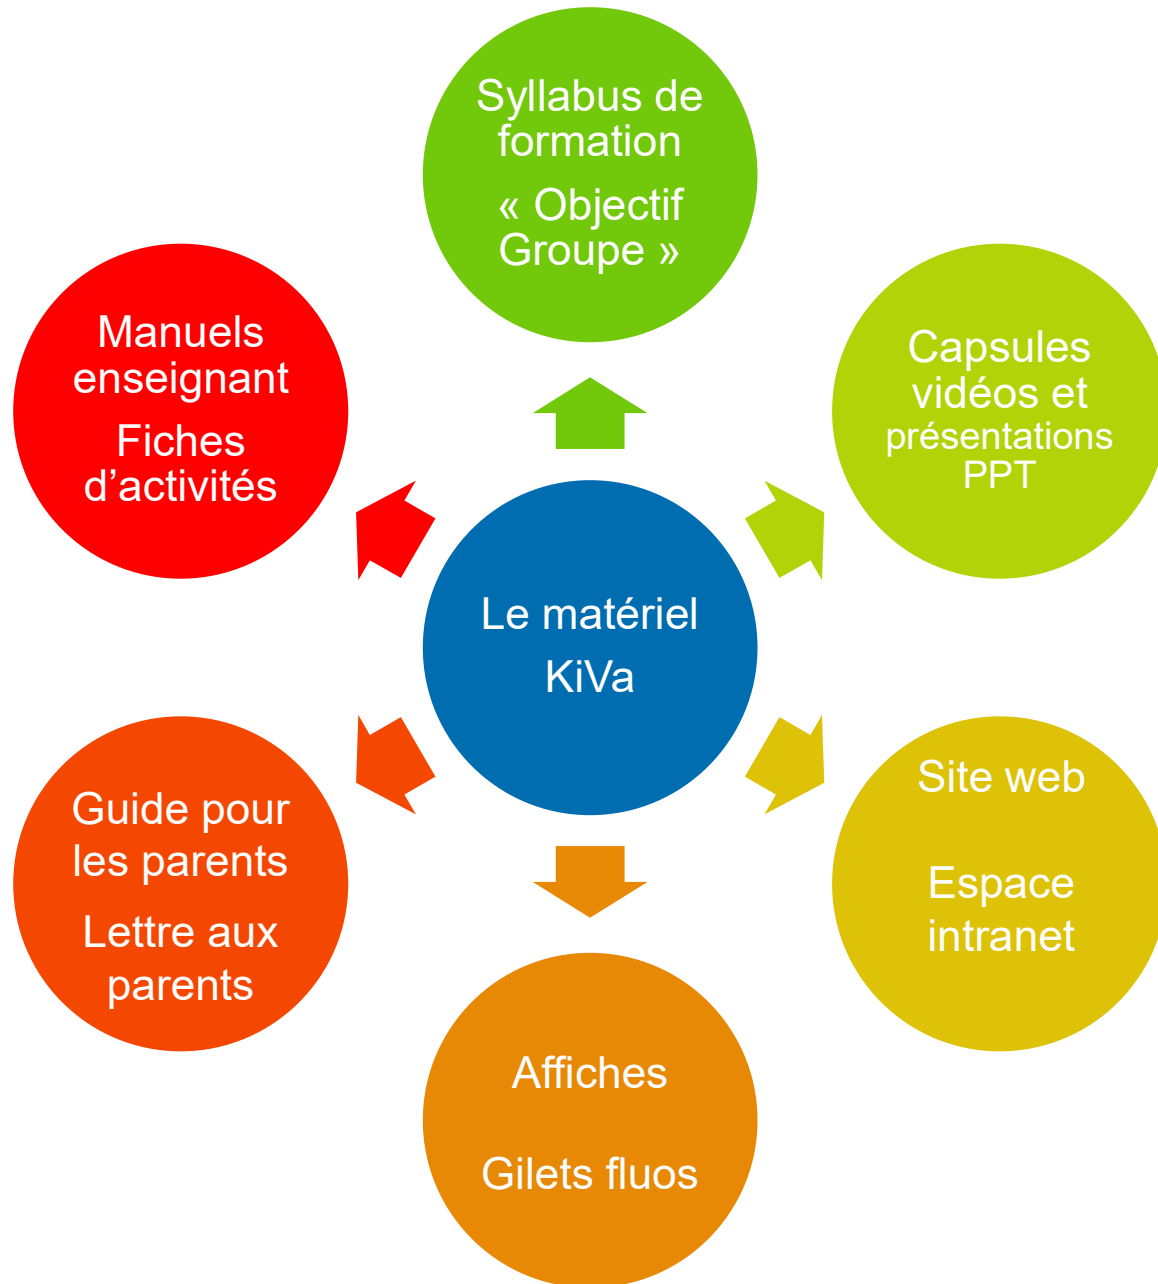 Syllabus de
formation
« Objectif
Groupe »
Manuels
enseignant
Fiches
d’activités
Capsules
vidéos et
présentations
PPT
Le matériel
KiVa
Guide pour
les parents
Lettre aux
parents
Site web
Espace
intranet
Affiches
Gilets fluos